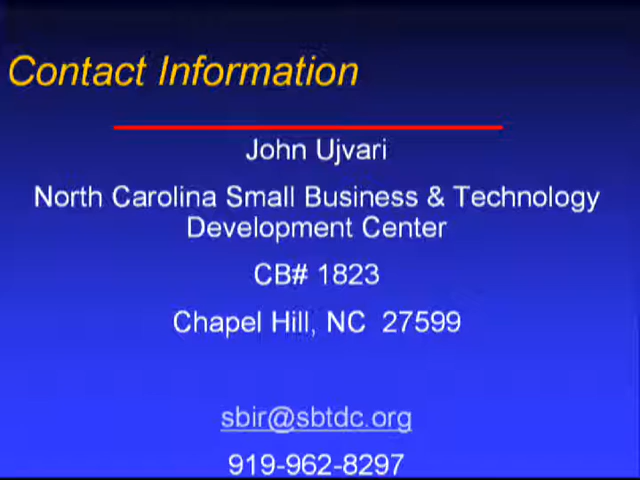 Contact Information
John Ujvari
North Carolina Small Business & Technology
Development Center
CB# 1823
Chapel Hill, NC  27599
sbir@sbtdc.org
919-962-8297